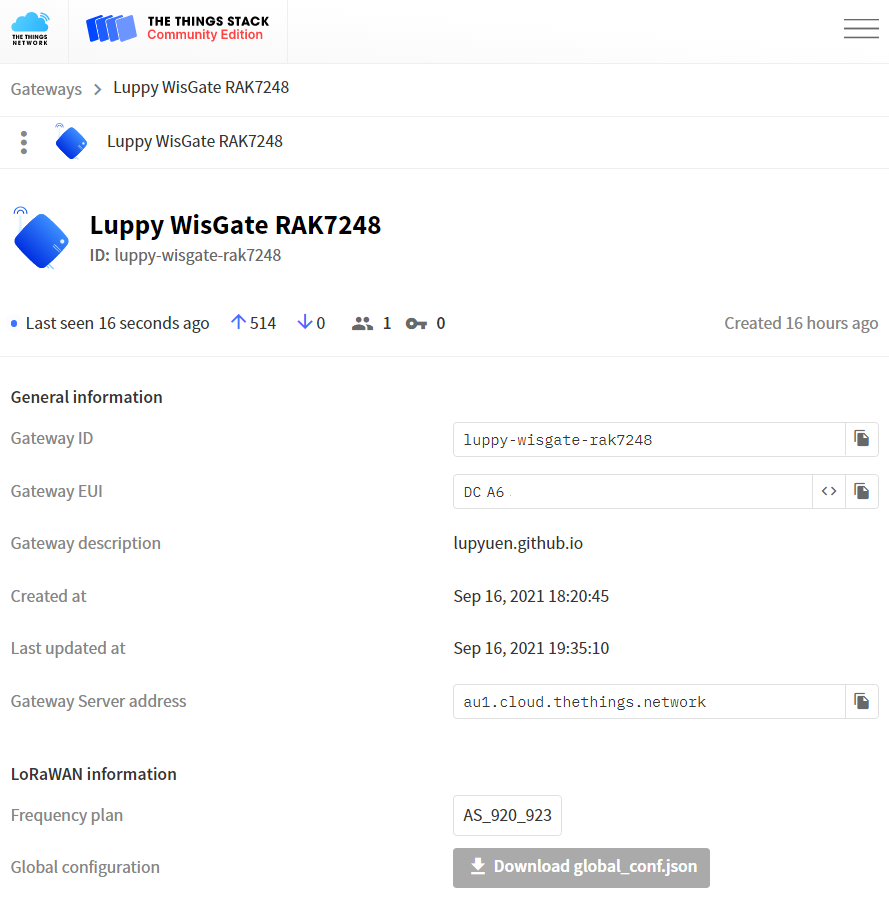 THE THINGS NETWORK
THE THINGS STACK
Community Edition
Gateways > Luppy WisGate RAK7248
Luppy WisGate RAK7248
Luppy WisGate RAK7248
ID: luppy-wisgate-rak7248
Last seen 16 seconds ago 514 0 1 0 Created 16 hours ago
General information
Gateway ID luppy-wisgate-rak7248
Gateway EUI DC A6 <>
Gateway description lupyuen.github.io
Created at Sep 16, 2021 18:20:45
Last updated at Sep 16, 2021 19:35:10
Gateway Server address au1.cloud.thethings.network
LoRaWAN information
Frequency plan AS_920_923
Global configuration Download global_conf.json